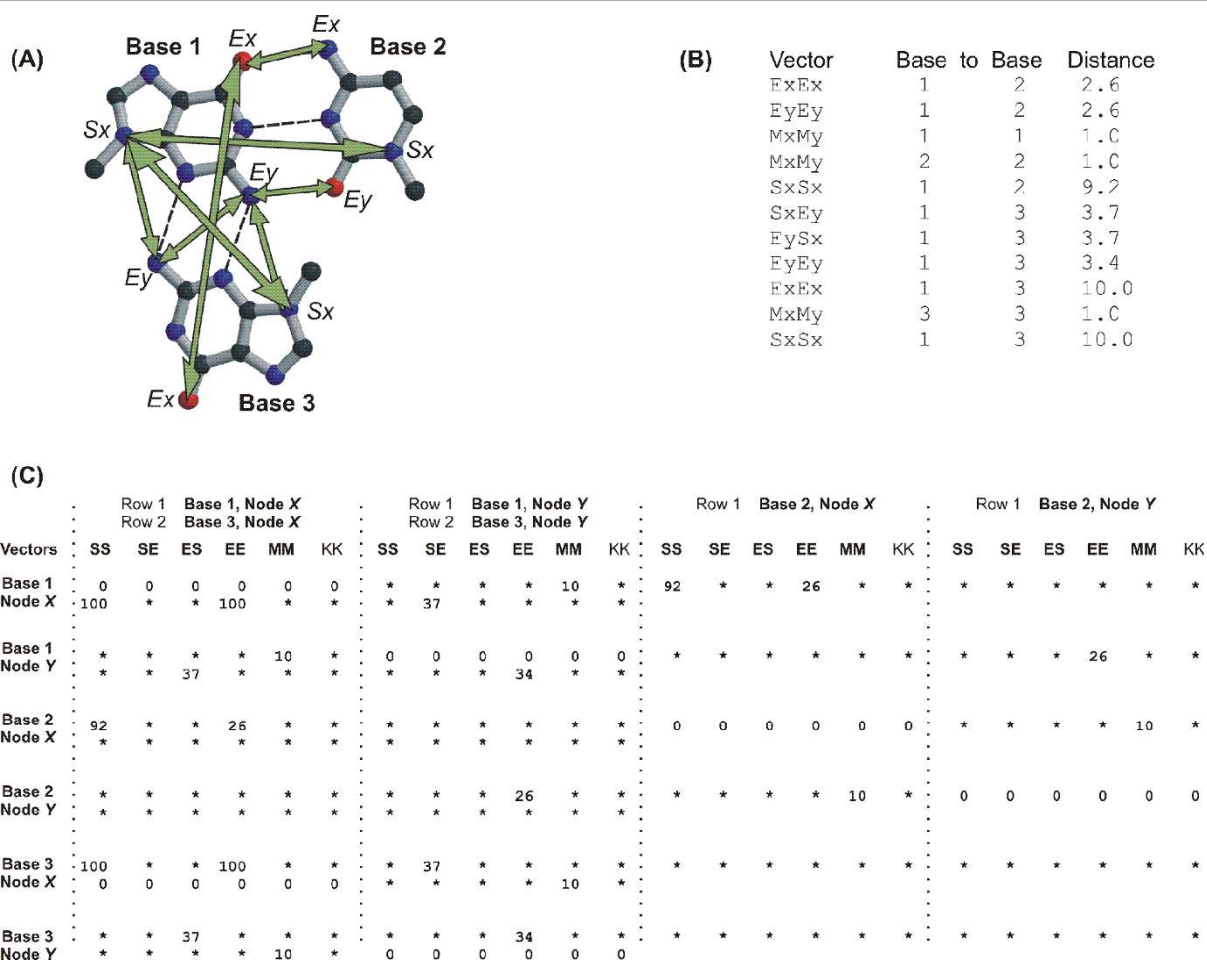 (A)
Base 1
Ex
Ex
Base 2
Sx
Sx
Ey
Ey
Ey
Sx
Ex
Base 3
(B)
Vector Base to Base Distance
ExEx 1 2 2.6
EyEy 1 2 2.6
MxMy 1 1 1.0
MxMy 2 2 1.0
SxSx 1 2 9.2
SxEy 1 3 3.7
EySx 1 3 3.7
EyEy 1 3 3.4
ExEx 1 3 10.0
MxMy 3 3 1.0
SxSx 1 3 10.0
(C)
Row 1 Base 1, Node X Row 1 Base 1, Node Y Row 1 Base 2, Node X Row 1 Base 2, Node Y
Row 2 Base 3, Node X Row 2 Base 3, Node Y
Vectors SS SE ES EE MM KK SS SE ES EE MM KK SS SE ES EE MM KK SS SE ES EE MM KK
Base 1 0 0 0 0 0 0 * * * * 10 * 92 * * 26 * * * * * * * *
Node X 100 * * 100 * * * 37 * * * *
Base 1 * * * * 10 * 0 0 0 0 0 0 * * * * * * * * * 26 * *
Node Y * * 37 * * * * * * 34 * *
Base 2 92 * * 26 * * * * * * * * 0 0 0 0 0 0 * * * * 10 *
Node X * * * * * * * * * * * *
Base 2 * * * * * * * * * 26 * * * * * * 10 * 0 0 0 0 0 0
Node Y * * * * * * * * * * * *
Base 3 100 * * 100 * * * 37 * * * * * * * * * * * * * * * *
Node X 0 0 0 0 0 0 * * * * 10 *
Base 3 * * 37 * * * * * * 34 * * * * * * * * * * * * * *
Node Y * * * * 10 * 0 0 0 0 0 0